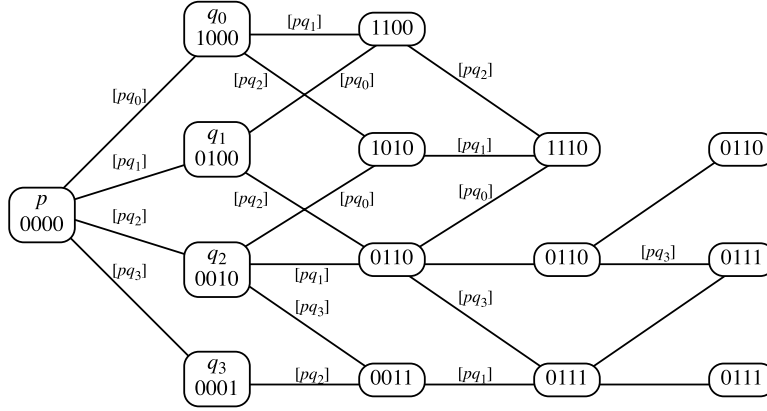 q₀
1000
[pq₁]
1100
[pq₂]
[pq₂]
[pq₀]
[pq₀]
q₁
0100
1010
[pq₁]
1110
0110
[pq₁]
p
0000
[pq₂]
[pq₂]
[pq₀]
[pq₀]
q₂
0010
[pq₁]
0110
0110
[pq₃]
0111
[pq₃]
[pq₃]
[pq₃]
q₃
0001
[pq₂]
0011
[pq₁]
0111
0111